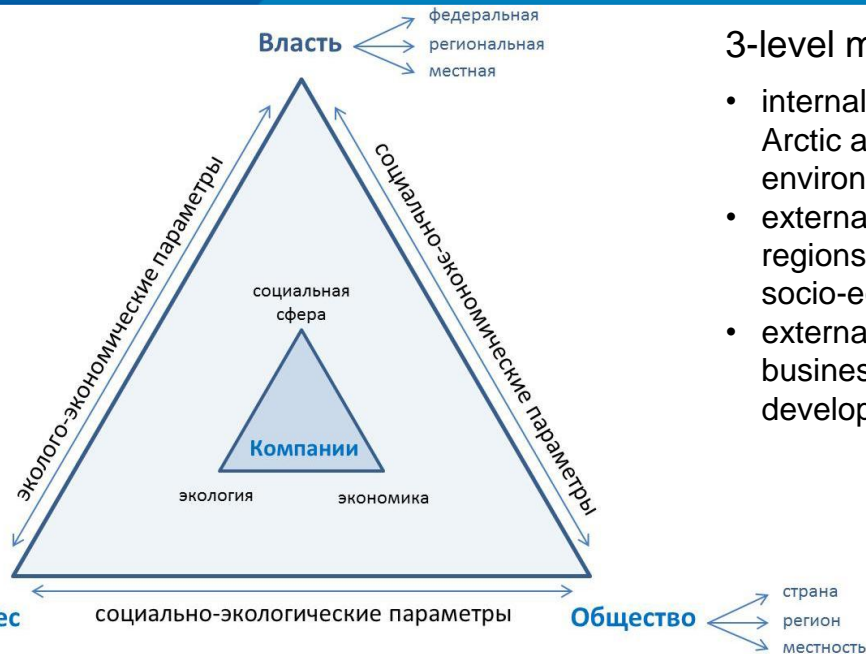 федеральная
Власть
региональная
местная
3-level
• internal
Arctic
environ
• externa
regions
socio-e
• externa
busines
develop
эколого-экономические параметры
социально-экономические параметры
социальная
сфера
Компании
экология
экономика
ес
социально-экологические параметры
Общество
страна
регион
местность